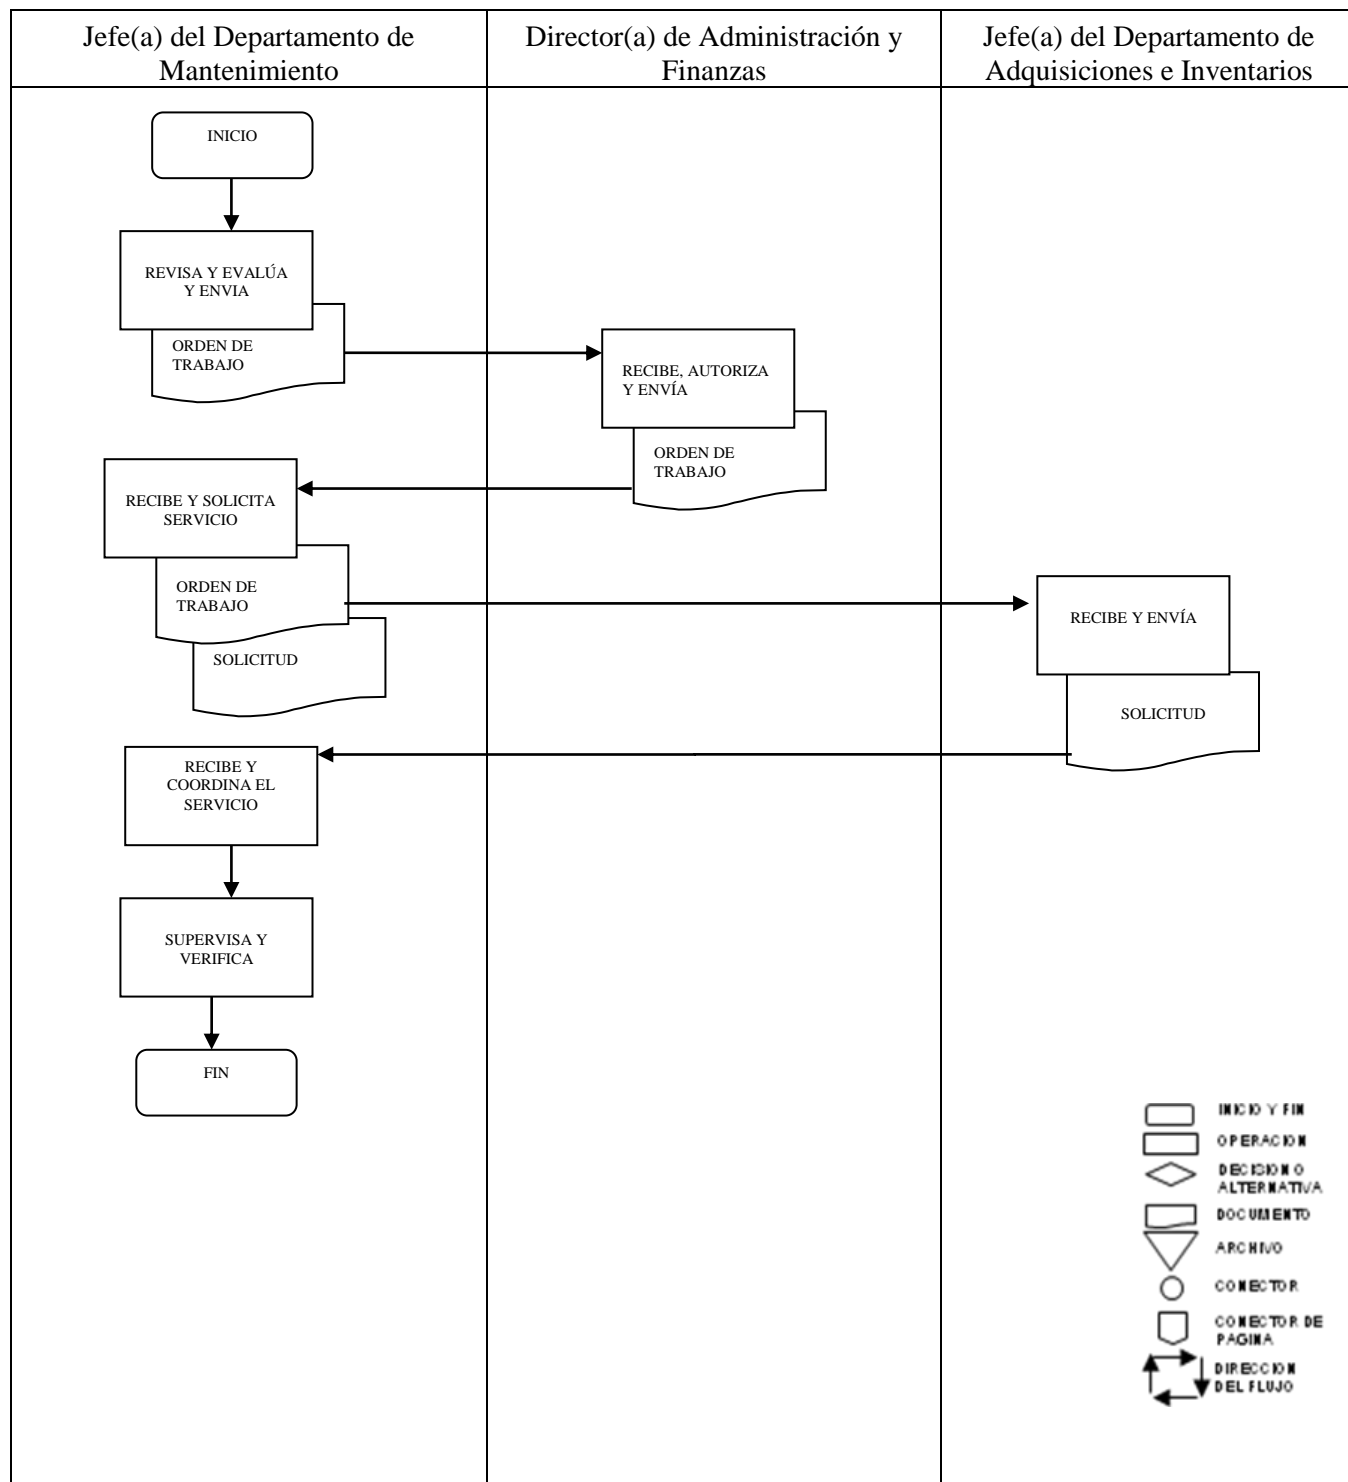 Jefe(a) del Departamento de
Mantenimiento
Director(a) de Administración y
Finanzas
Jefe(a) del Departamento de
Adquisiciones e Inventarios
INICIO
REVISA Y EVALÚA
Y ENVIA
ORDEN DE
TRABAJO
RECIBE, AUTORIZA
Y ENVÍA
ORDEN DE
TRABAJO
RECIBE Y SOLICITA
SERVICIO
ORDEN DE
TRABAJO
SOLICITUD
RECIBE Y ENVÍA
SOLICITUD
RECIBE Y
COORDINA EL
SERVICIO
SUPERVISA Y
VERIFICA
FIN
INICIO Y FIN
OPERACION
DECISION O
ALTERNATIVA
DOCUMENTO
ARCHIVO
CONECTOR
CONECTOR DE
PAGINA
DIRECCION
DEL FLUJO